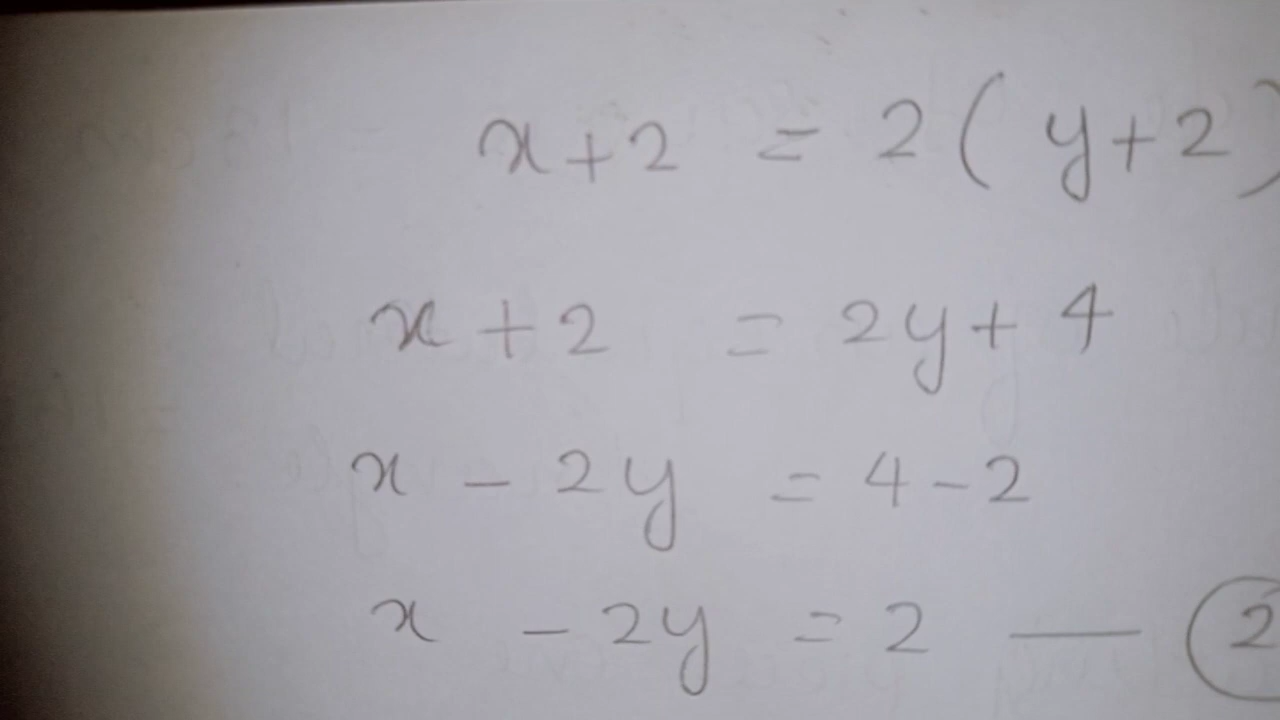 x+2 = 2(y+2)
x+2 = 2y+4
x - 2y = 4-2
x - 2y = 2 — 2